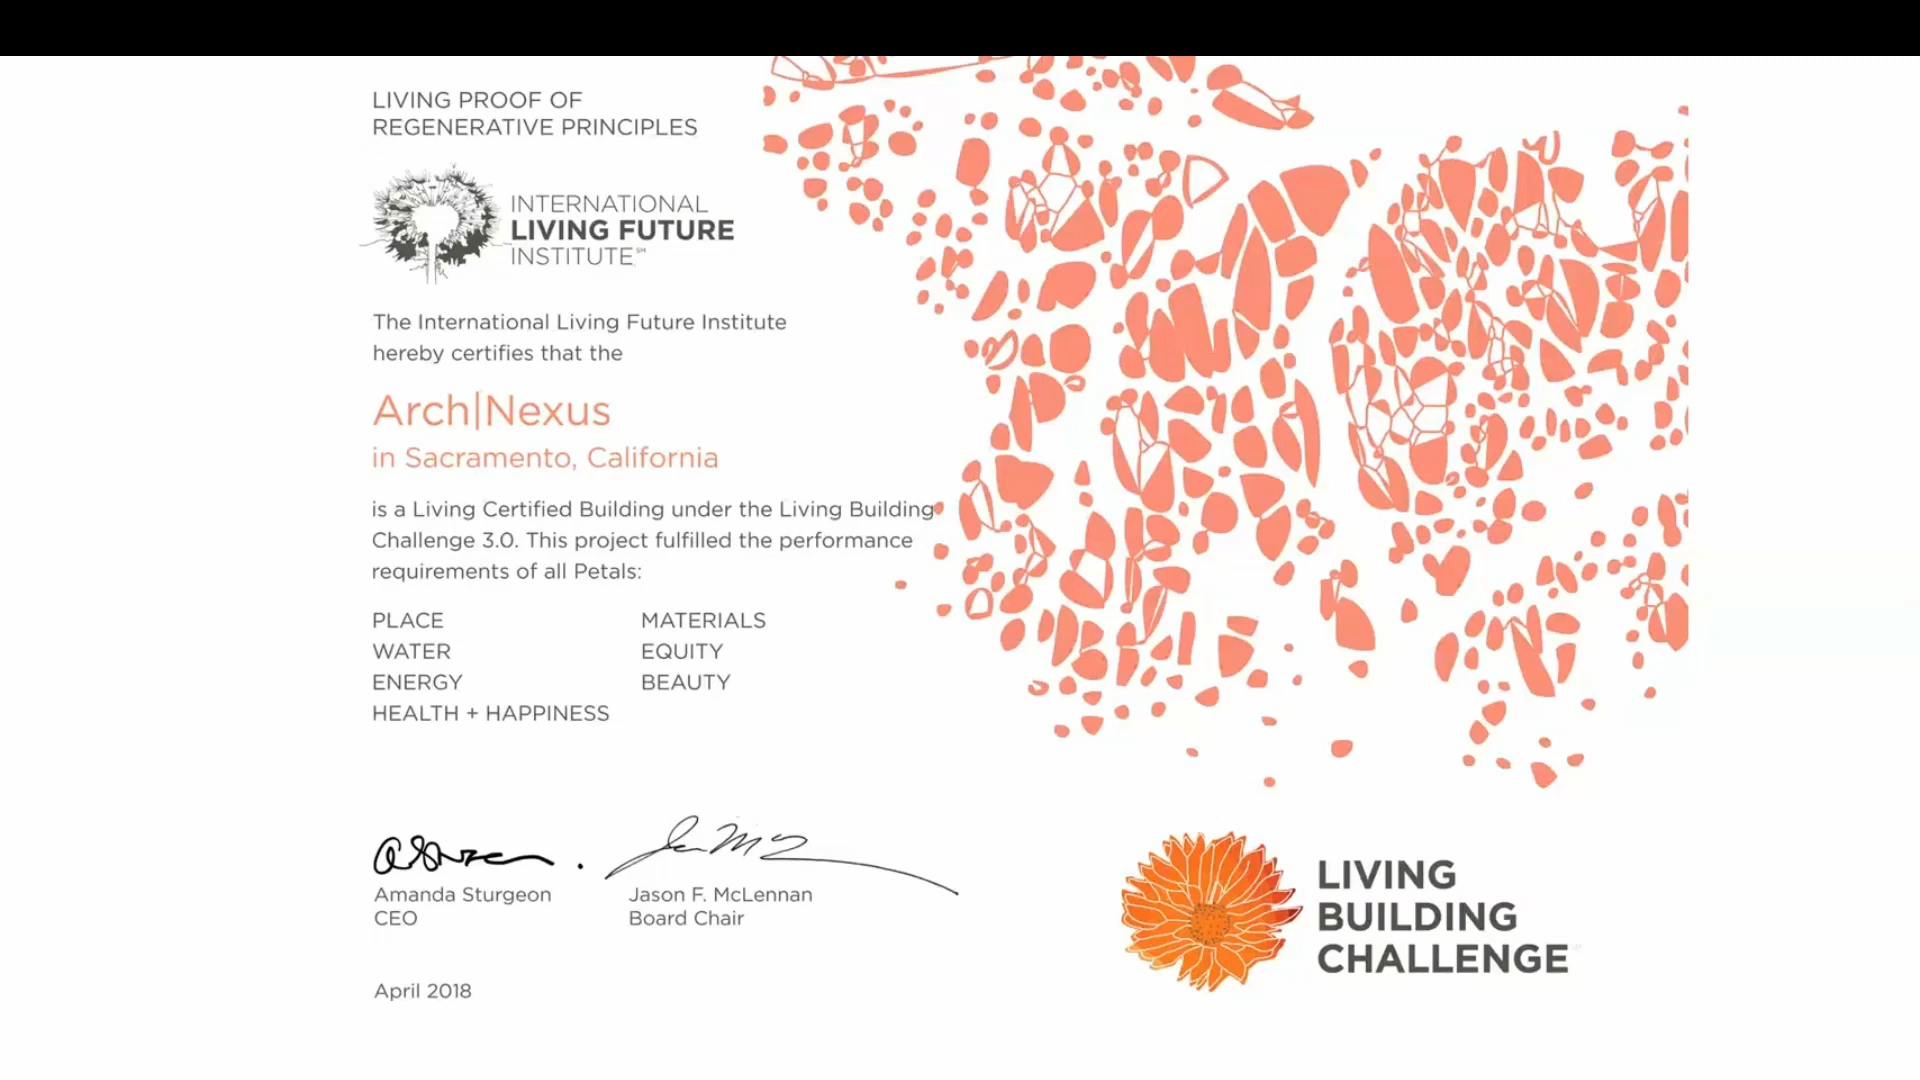 LIVING PROOF OF
REGENERATIVE PRINCIPLES
INTERNATIONAL
LIVING FUTURE
INSTITUTE℠
The International Living Future Institute
hereby certifies that the
Arch|Nexus
in Sacramento, California
is a Living Certified Building under the Living Building
Challenge 3.0. This project fulfilled the performance
requirements of all Petals:
PLACE
WATER
ENERGY
HEALTH + HAPPINESS
MATERIALS
EQUITY
BEAUTY
Amanda Sturgeon
CEO
Jason F. McLennan
Board Chair
April 2018
LIVING
BUILDING
CHALLENGE